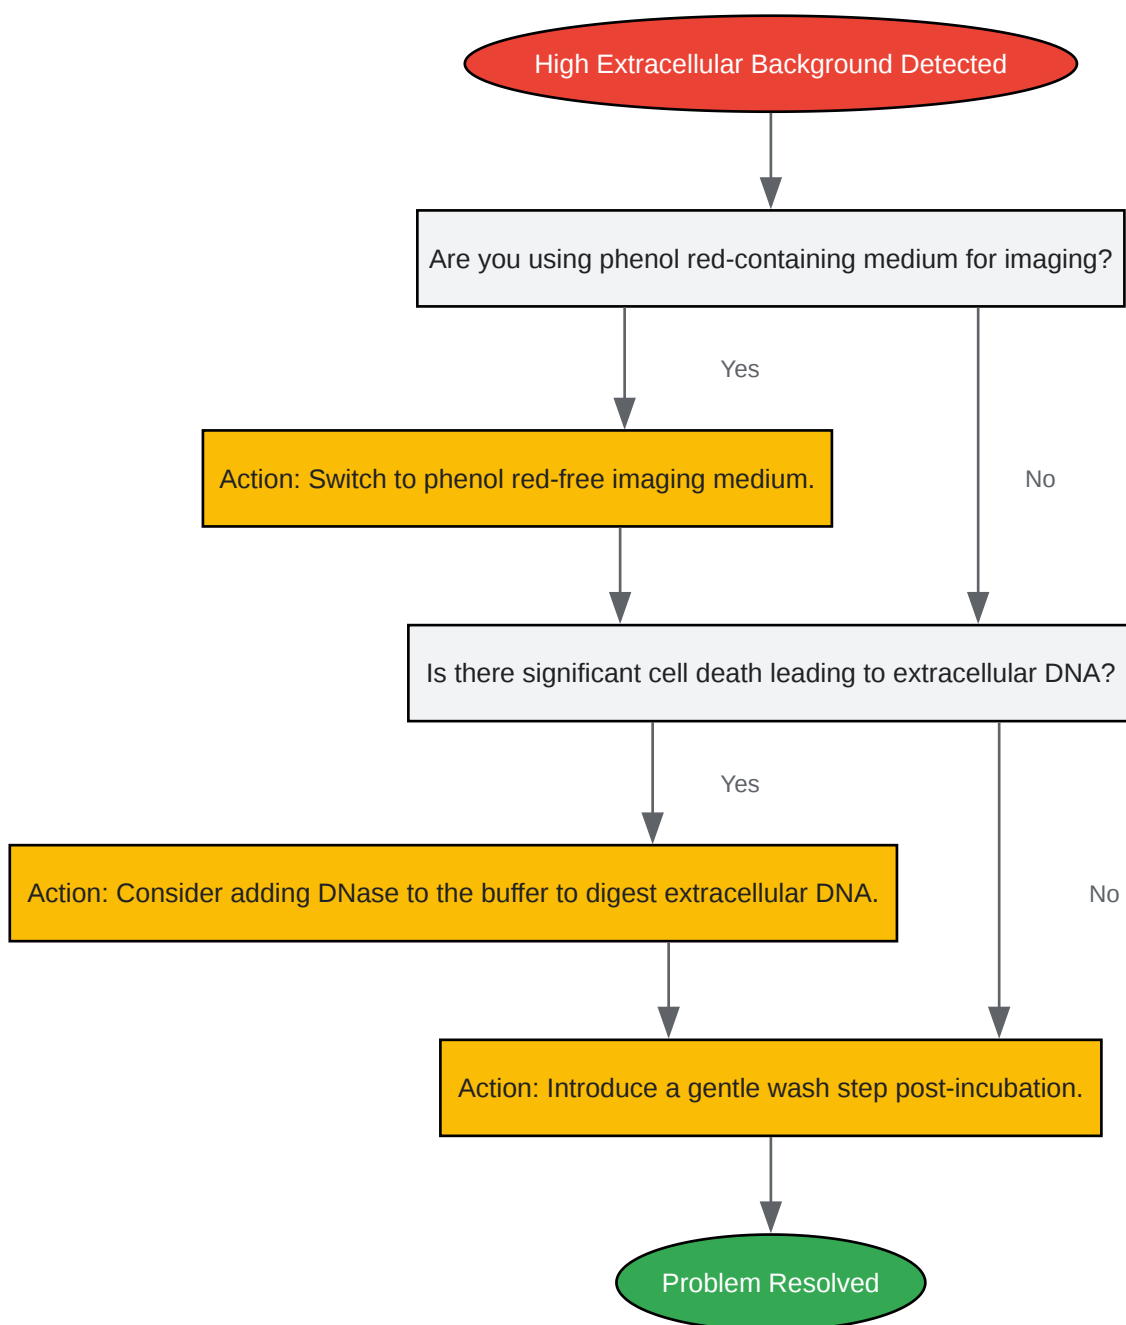 High Extracellular Background Detected
Are you using phenol red-containing medium for imaging?
Yes
Action: Switch to phenol red-free imaging medium.
No
Is there significant cell death leading to extracellular DNA?
Yes
Action: Consider adding DNase to the buffer to digest extracellular DNA.
No
Action: Introduce a gentle wash step post-incubation.
Problem Resolved